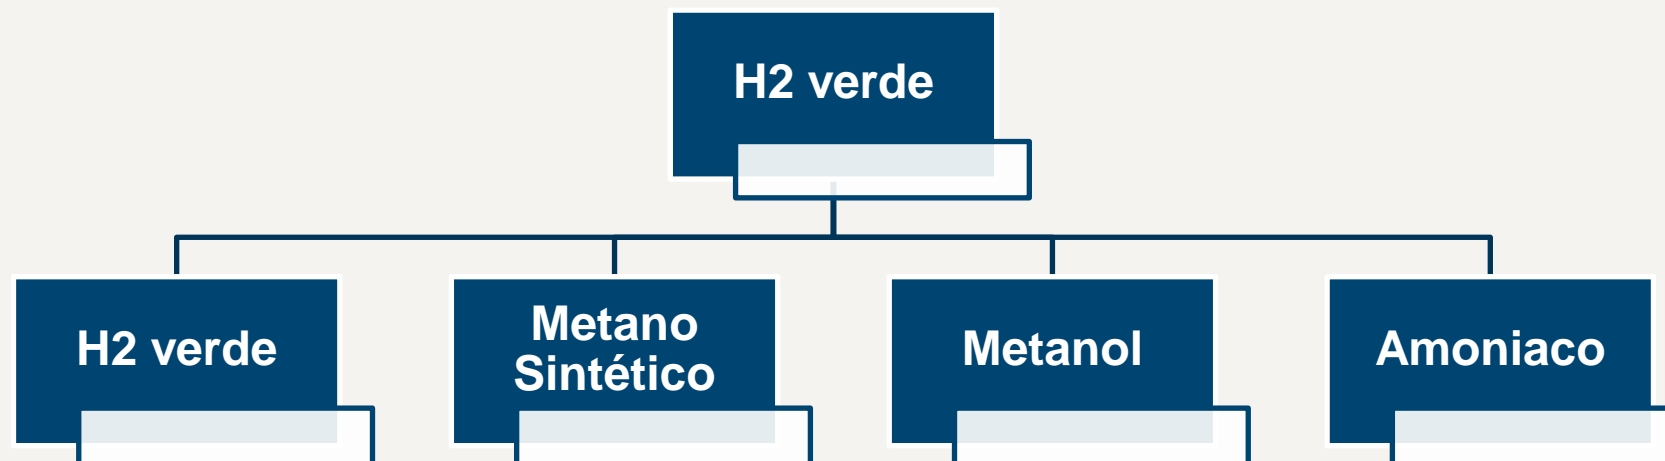 H2 verde
H2 verde
Metano
Sintético
Metanol
Amoniaco